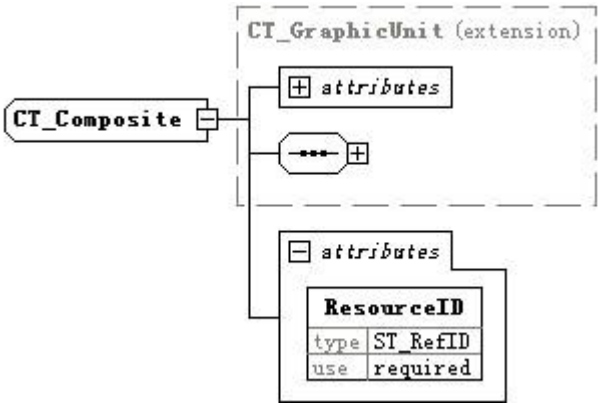 CT_GraphicUnit (extension)
attributes
CT_Composite
attributes
ResourceID
type ST_RefID
use required